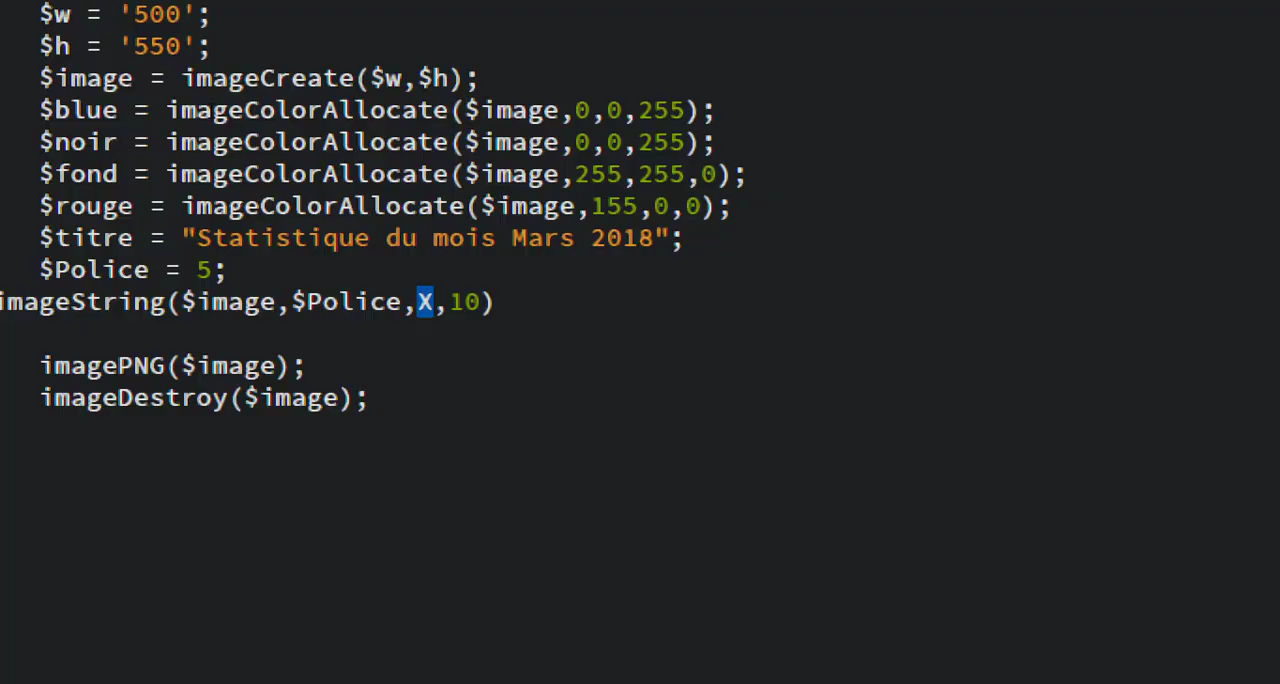 $w = '500';
$h = '550';
$image = imageCreate($w,$h);
$blue = imageColorAllocate($image,0,0,255);
$noir = imageColorAllocate($image,0,0,255);
$fond = imageColorAllocate($image,255,255,0);
$rouge = imageColorAllocate($image,155,0,0);
$titre = "Statistique du mois Mars 2018";
$Police = 5;
imageString($image,$Police,X,10)
imagePNG($image);
imageDestroy($image);